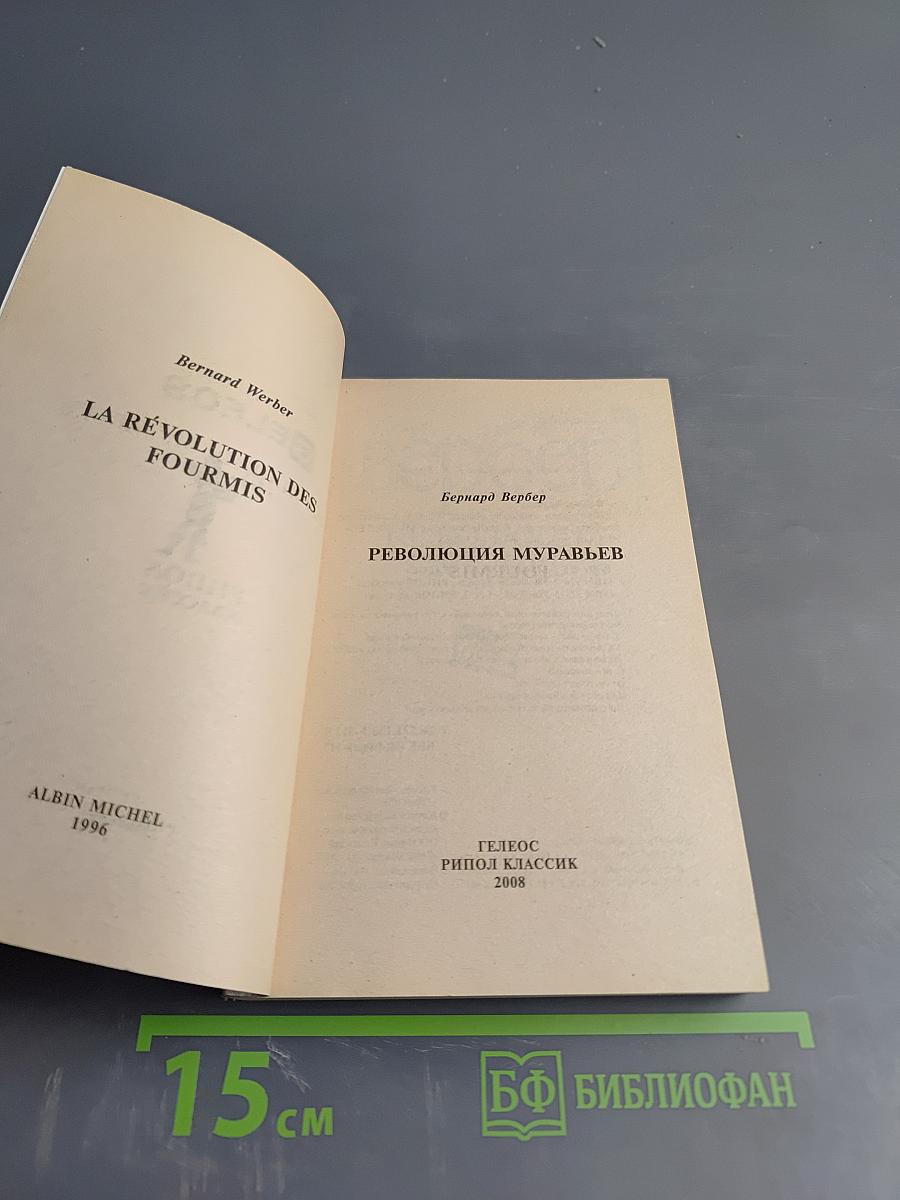 Bernard Werber
LA RÉVOLUTION DES
FOURMIS
ALBIN MICHEL
1996
Бернард Вербер
РЕВОЛЮЦИЯ МУРАВЬЕВ
ГЕЛЕОС
РИПОЛ КЛАССИК
2008
15 см
БФ БИБЛИОФАН